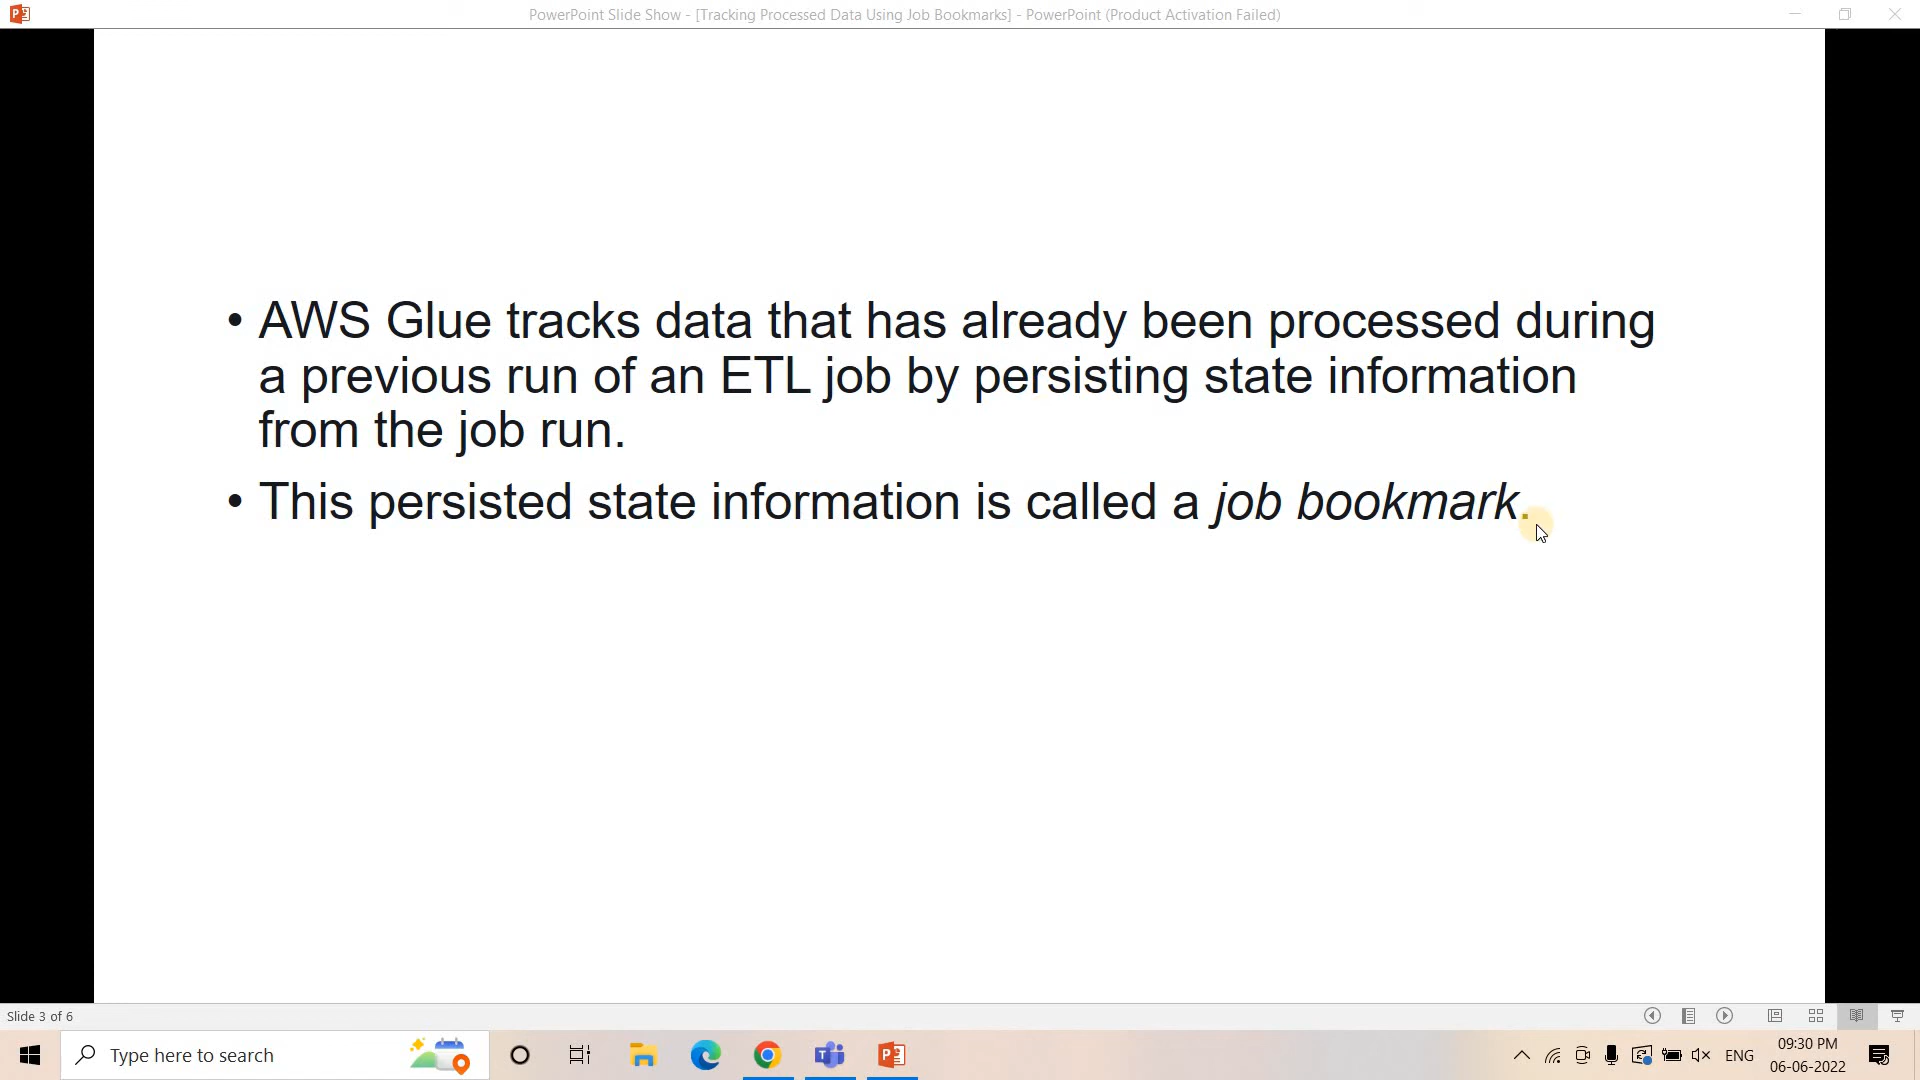 PowerPoint Slide Show - [Tracking Processed Data Using Job Bookmarks] - PowerPoint (Product Activation Failed)
• AWS Glue tracks data that has already been processed during
a previous run of an ETL job by persisting state information
from the job run.
• This persisted state information is called a job bookmark.
Slide 3 of 6
Type here to search
ENG
09:30 PM
06-06-2022